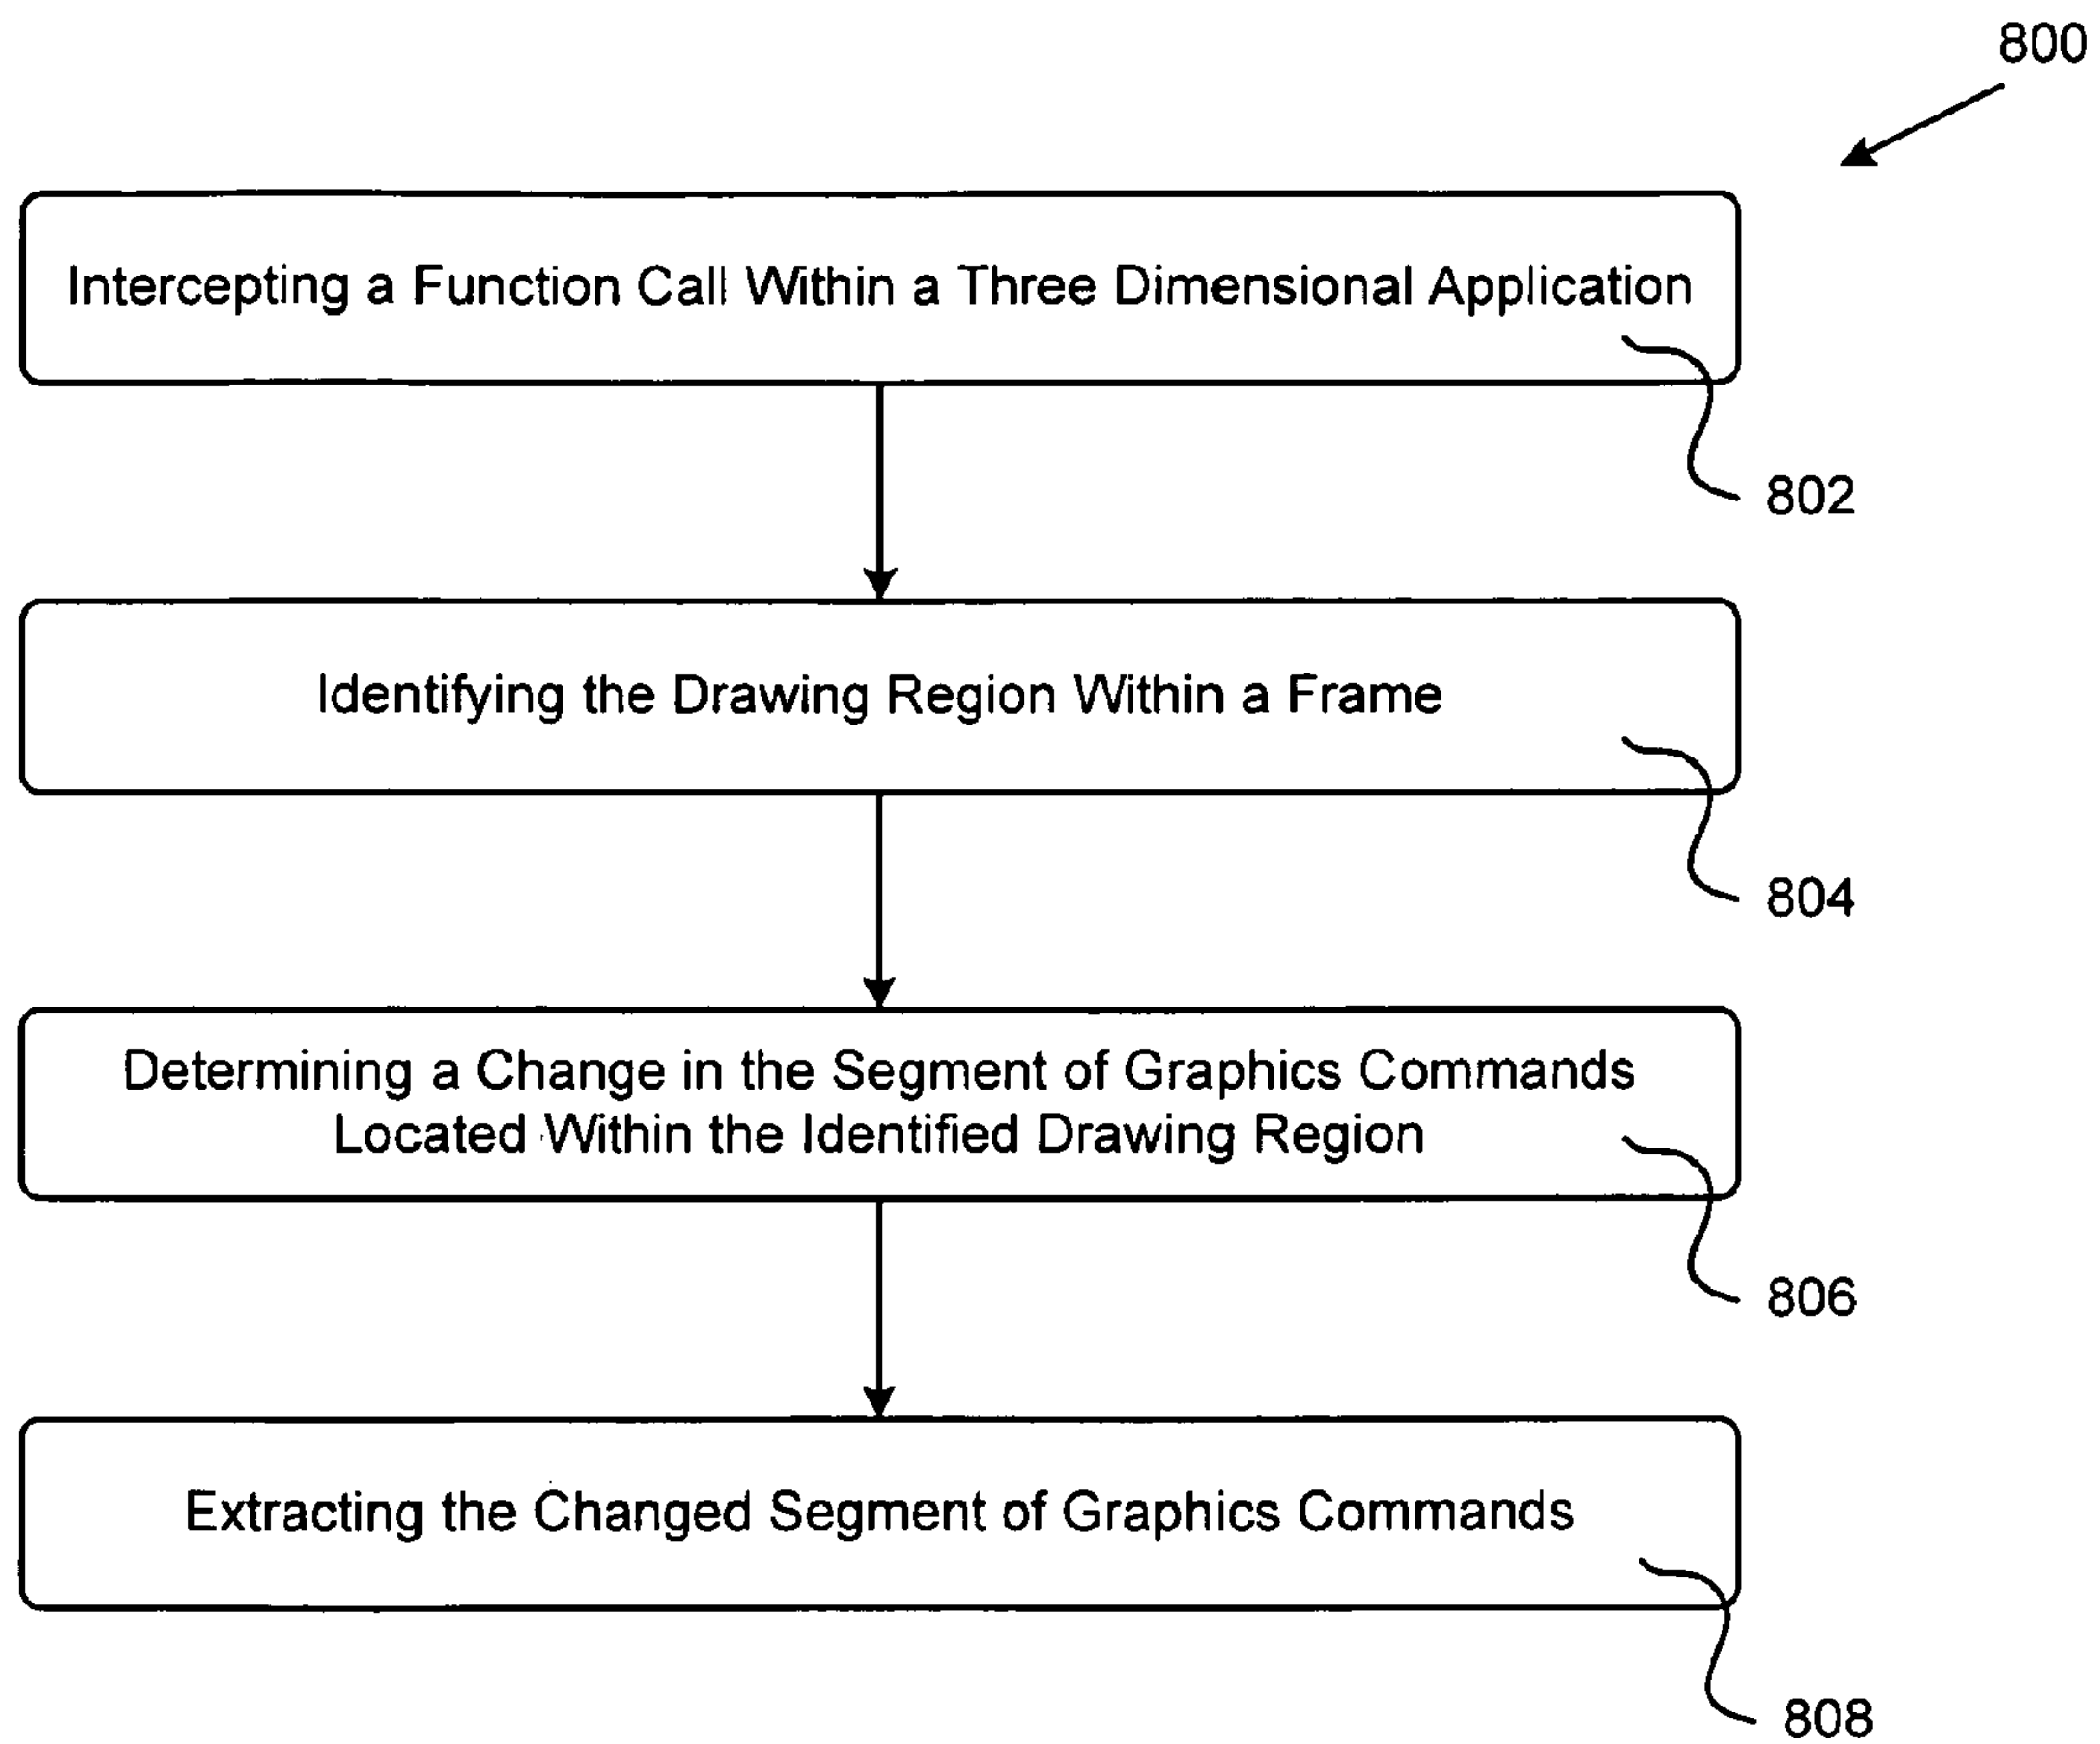 800
Intercepting a Function Call Within a Three Dimensional Application
802
Identifying the Drawing Region Within a Frame
804
Determining a Change in the Segment of Graphics Commands
Located Within the Identified Drawing Region
806
Extracting the Changed Segment of Graphics Commands
808